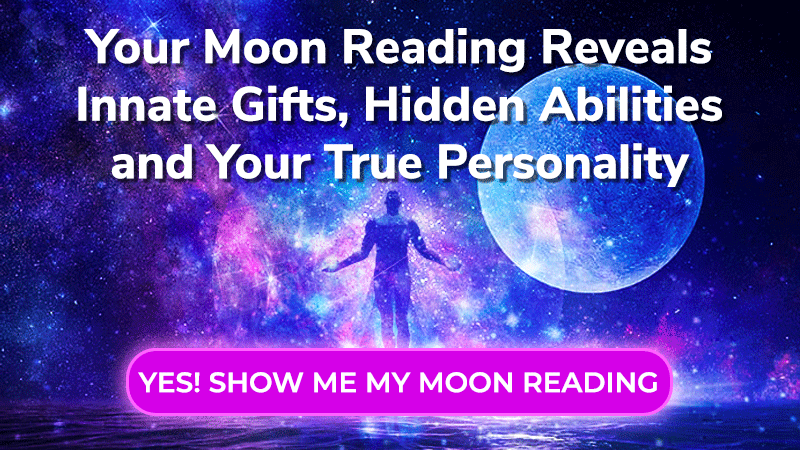 Your Moon Reading Reveals
Innate Gifts, Hidden Abilities
and Your True Personality
YES! SHOW ME MY MOON READING